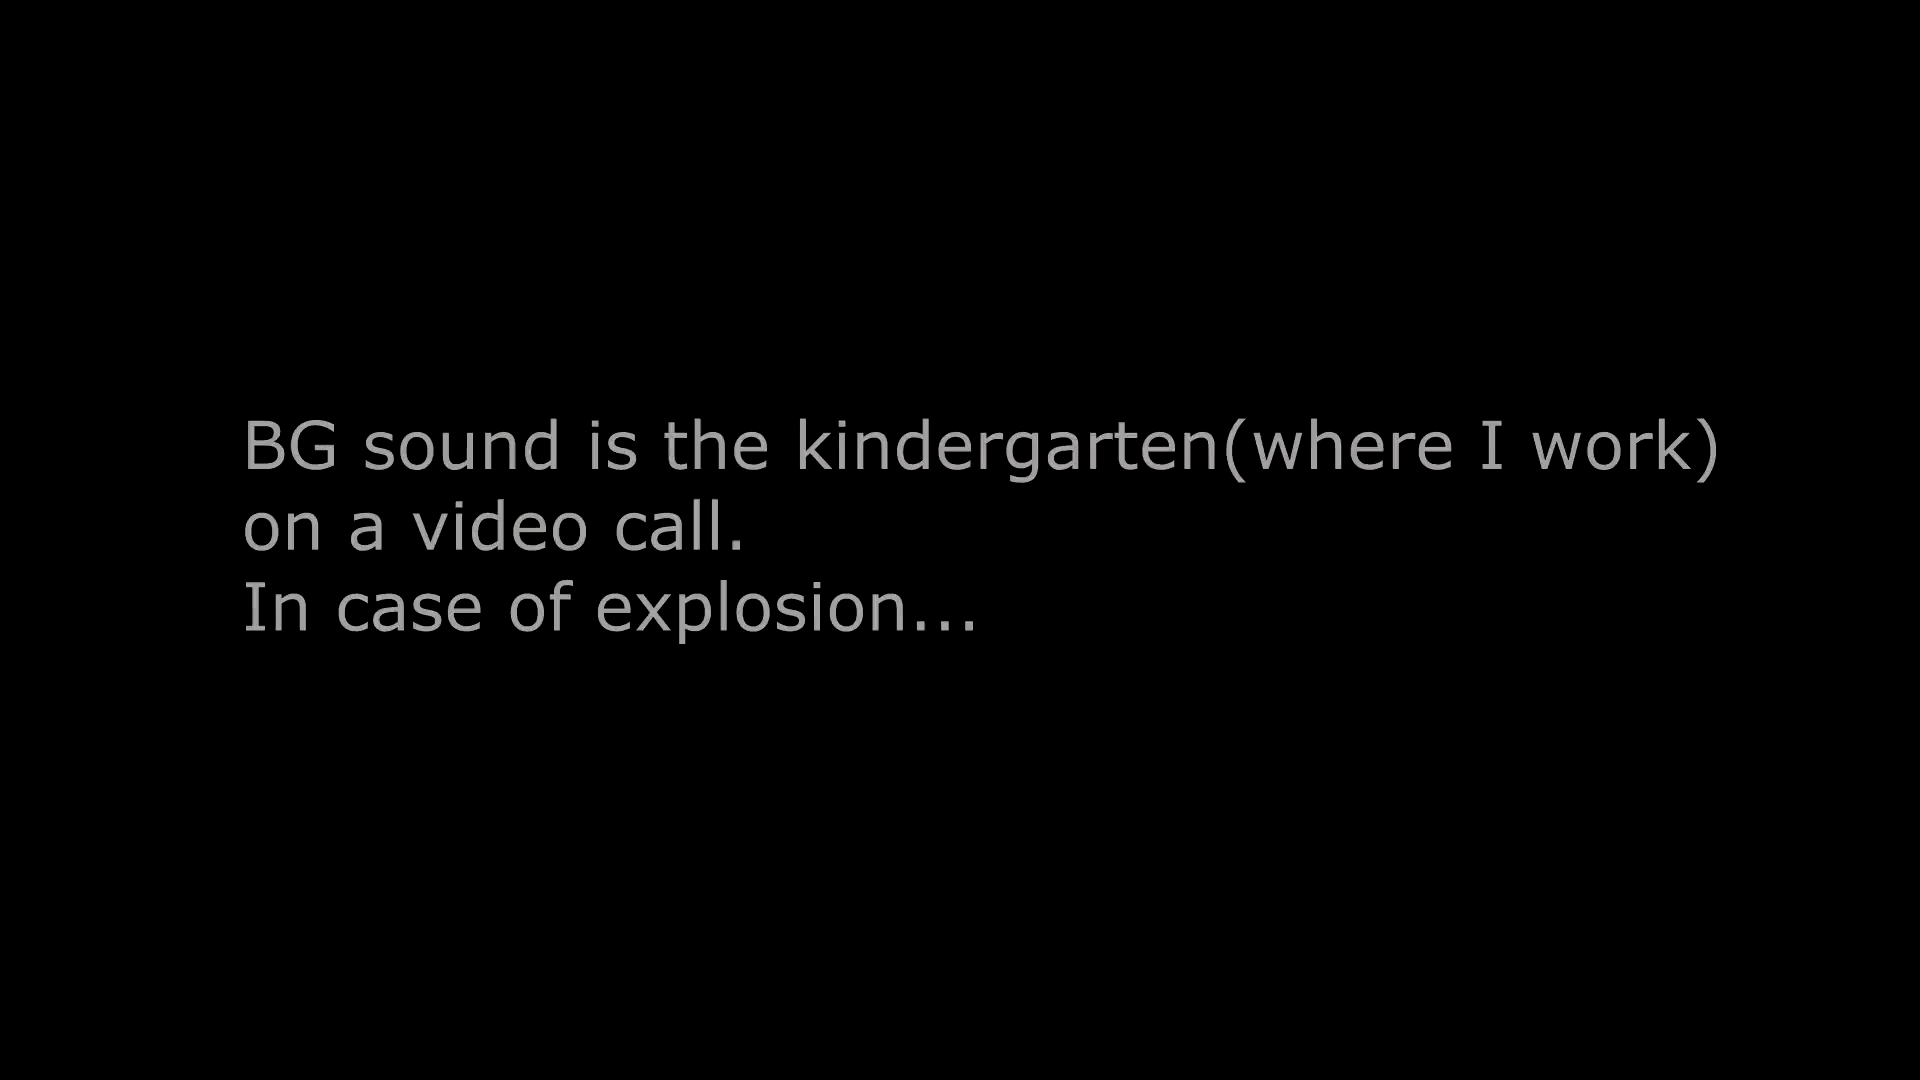 BG sound is the kindergarten(where I work)
on a video call.
In case of explosion...